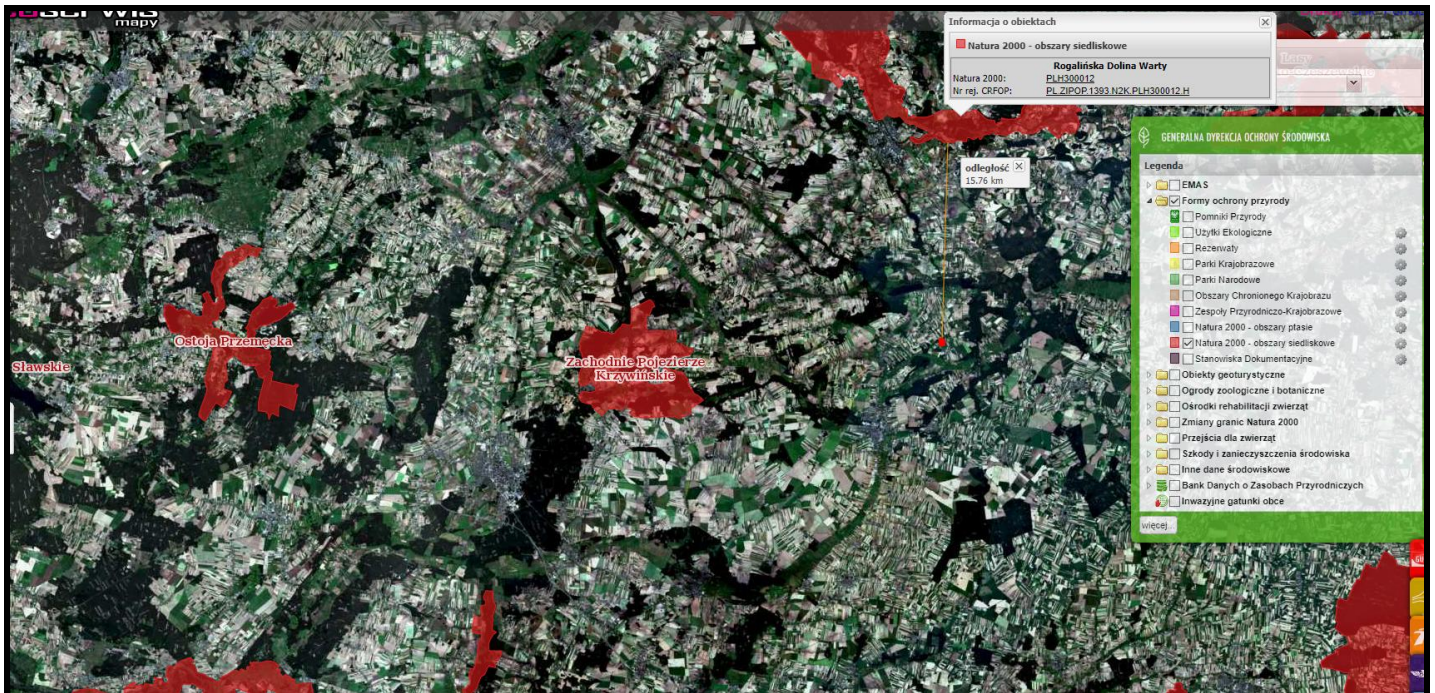 mapy
Informacja o obiektach
Natura 2000 - obszary siedliskowe
Rogalińska Dolina Warty
Natura 2000: PLH300012
Nr rej. CRFOP: PL.ZIPOP.1393.N2K.PLH300012.H
GENERALNA DYREKCJA OCHRONY ŚRODOWISKA
odległość
15.76 km
Legenda
EMAS
Formy ochrony przyrody
Pomniki Przyrody
Użytki Ekologiczne
Rezerwaty
Parki Krajobrazowe
Parki Narodowe
Obszary Chronionego Krajobrazu
Zespoły Przyrodniczo-Krajobrazowe
Natura 2000 - obszary ptasie
Natura 2000 - obszary siedliskowe
Stanowiska Dokumentacyjne
Obiekty geoturystyczne
Ogrody zoologiczne i botaniczne
Ośrodki rehabilitacji zwierząt
Zmiany granic Natura 2000
Przejścia dla zwierząt
Szkody i zanieczyszczenia środowiska
Inne dane środowiskowe
Bank Danych o Zasobach Przyrodniczych
Inwazyjne gatunki obce
więcej...
Ostoja Przemęcka
Sławskie
Zachodnie Pojezierze
Krzywińskie